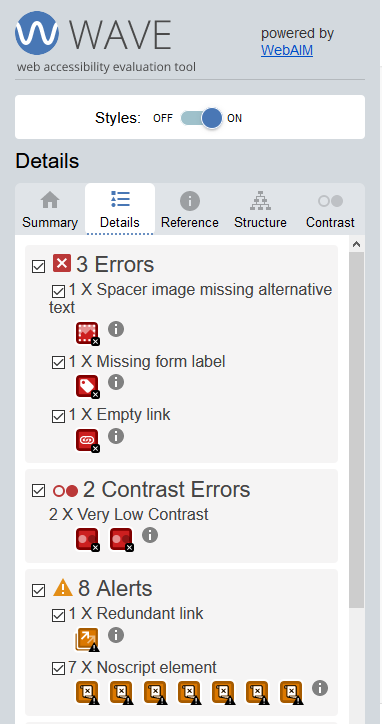 WAVE
powered by
WebAIM
web accessibility evaluation tool
Styles: OFF ON
Details
Summary Details Reference Structure Contrast
3 Errors
1 X Spacer image missing alternative
text
1 X Missing form label
1 X Empty link
2 Contrast Errors
2 X Very Low Contrast
8 Alerts
1 X Redundant link
7 X Noscript element